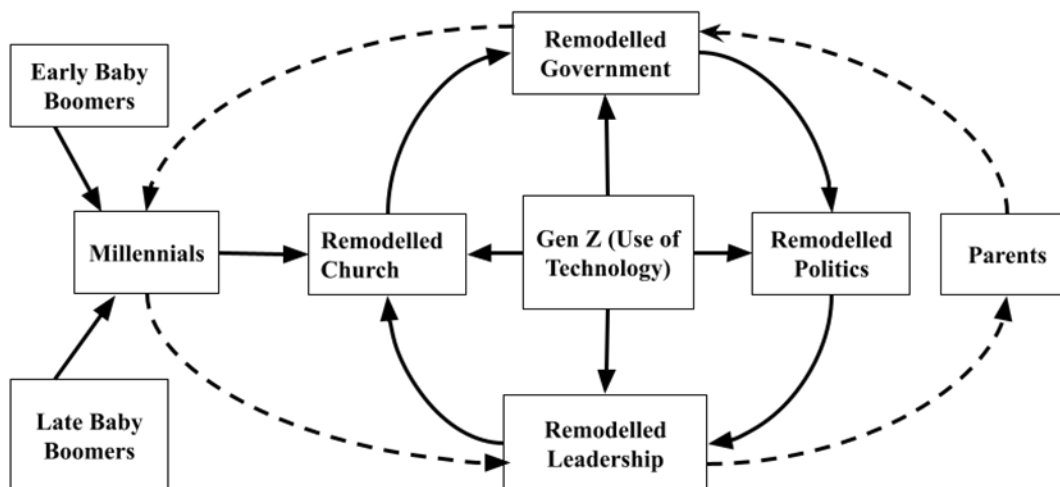 Early Baby
Boomers
Remodelled
Government
Millennials
Remodelled
Church
Gen Z (Use of
Technology)
Remodelled
Politics
Parents
Late Baby
Boomers
Remodelled
Leadership